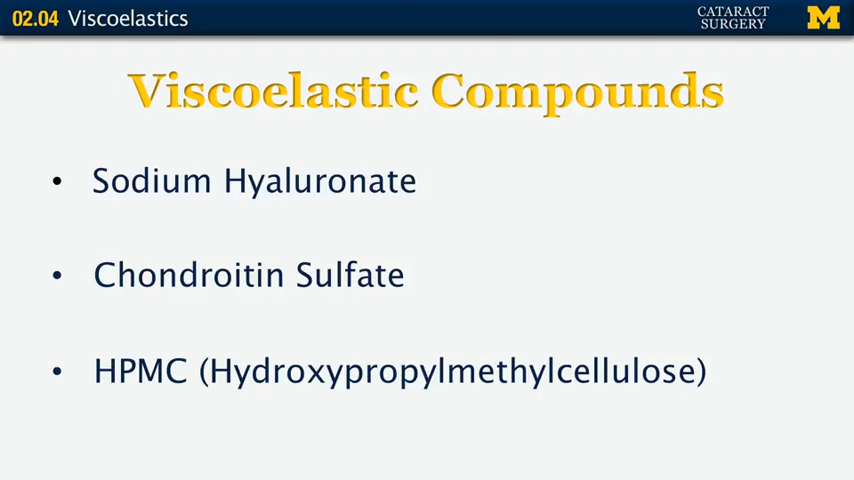 02.04 Viscoelastics
CATARACT
SURGERY
M
Viscoelastic Compounds
• Sodium Hyaluronate
• Chondroitin Sulfate
• HPMC (Hydroxypropylmethylcellulose)